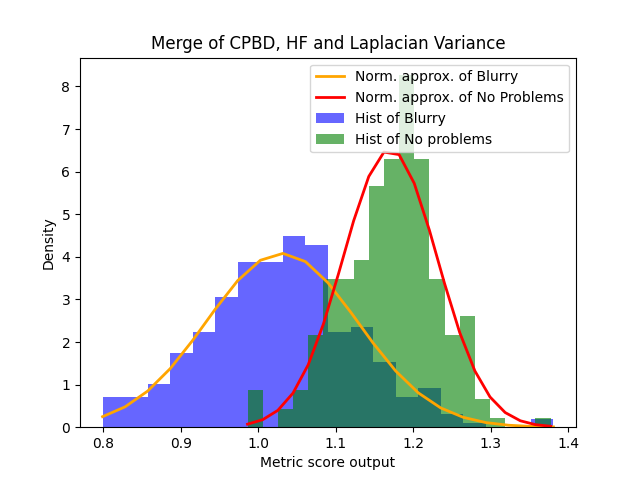 Merge of CPBD, HF and Laplacian Variance
Norm. approx. of Blurry
Norm. approx. of No Problems
Hist of Blurry
Hist of No problems
Density
8
7
6
5
4
3
2
1
0
0.8 0.9 1.0 1.1 1.2 1.3 1.4
Metric score output